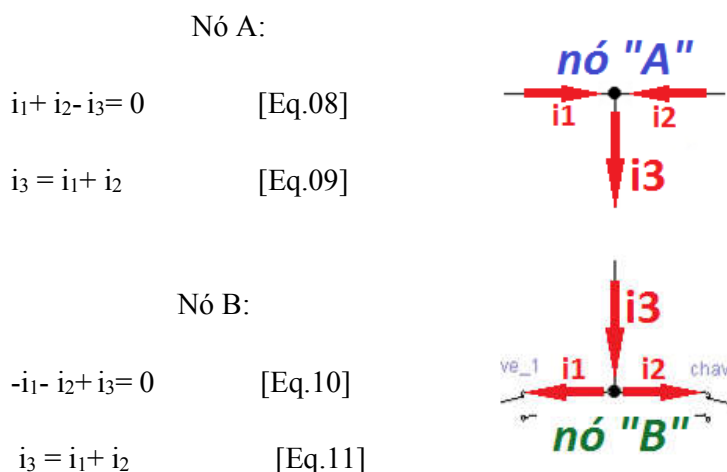 Nó A:
nó "A"
i₁+ i₂- i₃= 0 [Eq.08]
i1 i2
i₃ = i₁+ i₂ [Eq.09]
i3
Nó B:
i3
ve_1 i1 i2 chav
-i₁- i₂+ i₃= 0 [Eq.10]
nó "B"
i₃ = i₁+ i₂ [Eq.11]